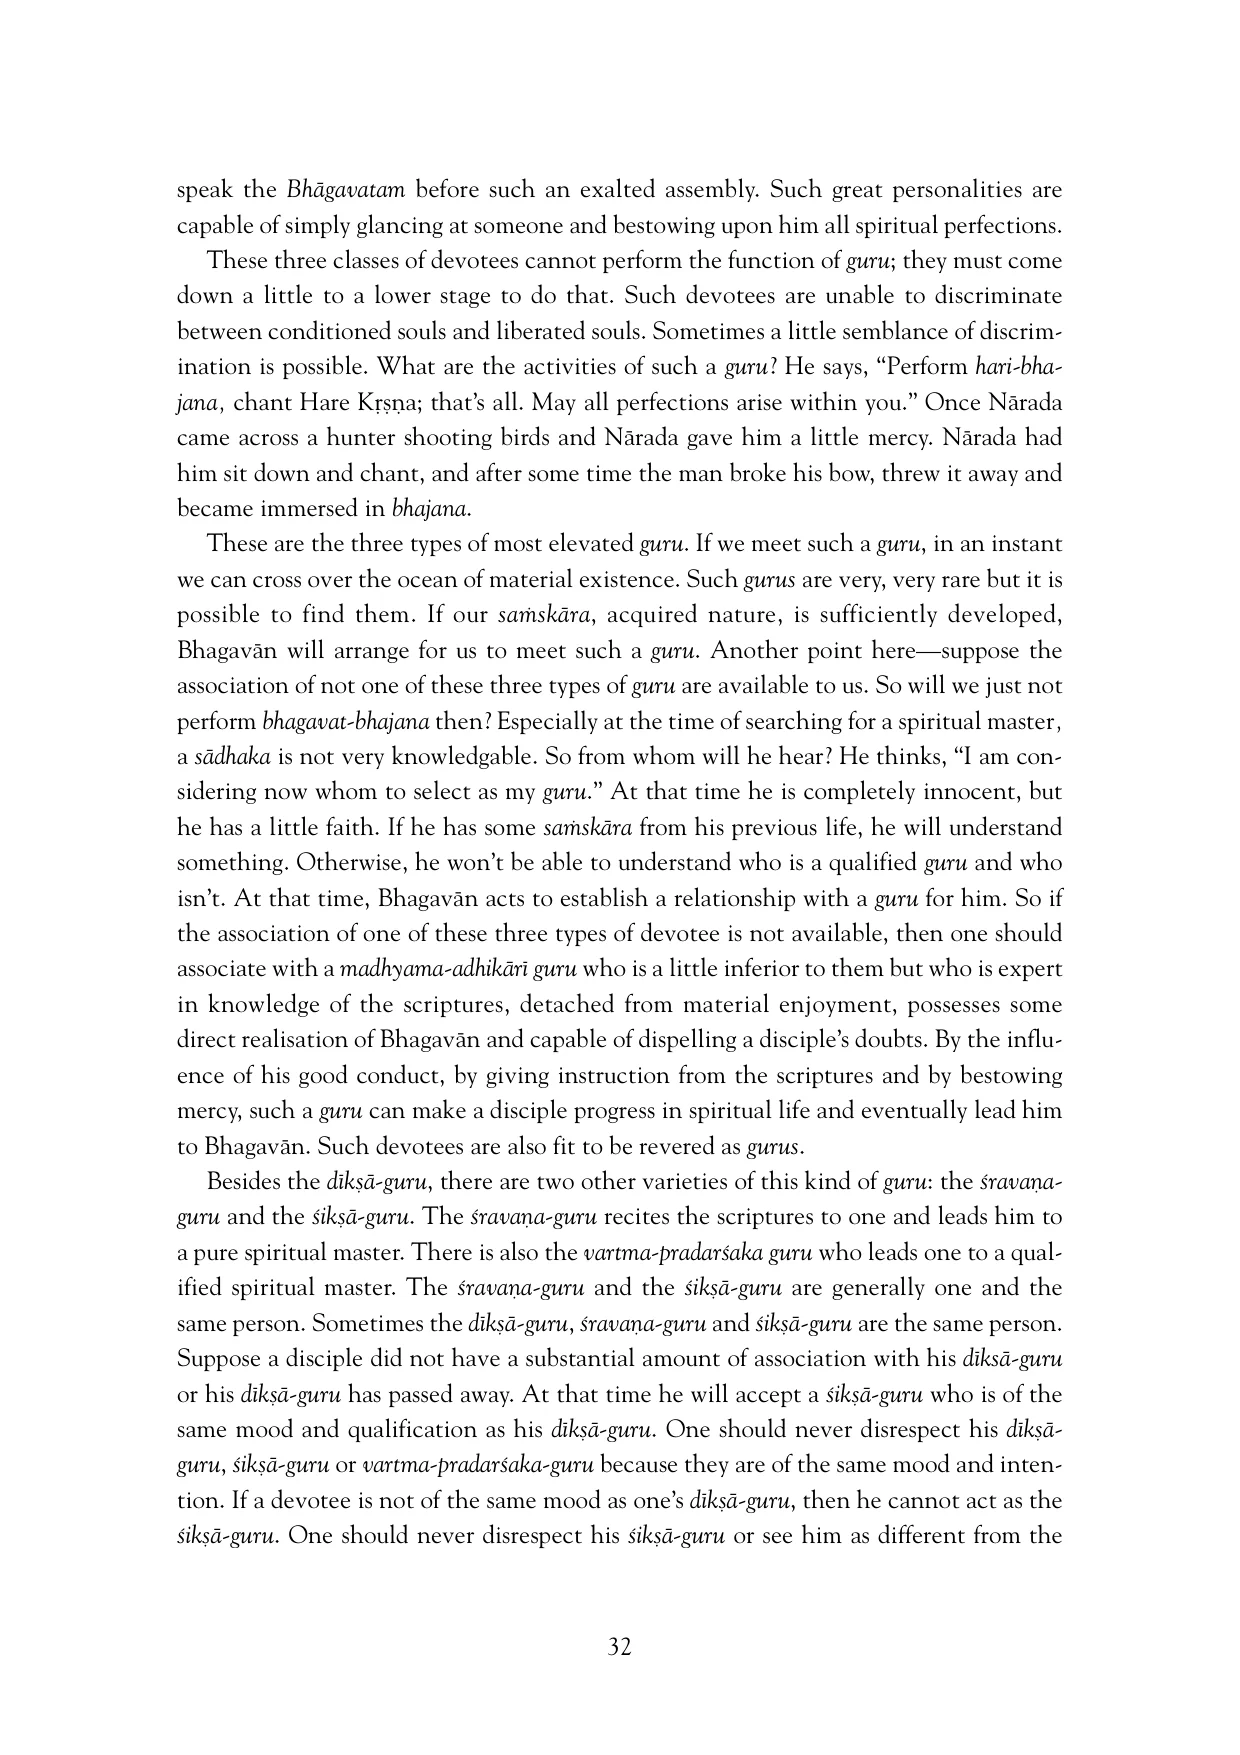 speak the Bhāgavatam before such an exalted assembly. Such great personalities are
capable of simply glancing at someone and bestowing upon him all spiritual perfections.
These three classes of devotees cannot perform the function of guru; they must come
down a little to a lower stage to do that. Such devotees are unable to discriminate
between conditioned souls and liberated souls. Sometimes a little semblance of discrim-
ination is possible. What are the activities of such a guru? He says, “Perform hari-bha-
jana, chant Hare Kṛṣṇa; that’s all. May all perfections arise within you.” Once Nārada
came across a hunter shooting birds and Nārada gave him a little mercy. Nārada had
him sit down and chant, and after some time the man broke his bow, threw it away and
became immersed in bhajana.
These are the three types of most elevated guru. If we meet such a guru, in an instant
we can cross over the ocean of material existence. Such gurus are very, very rare but it is
possible to find them. If our saṁskāra, acquired nature, is sufficiently developed,
Bhagavān will arrange for us to meet such a guru. Another point here—suppose the
association of not one of these three types of guru are available to us. So will we just not
perform bhagavat-bhajana then? Especially at the time of searching for a spiritual master,
a sādhaka is not very knowledgable. So from whom will he hear? He thinks, “I am con-
sidering now whom to select as my guru.” At that time he is completely innocent, but
he has a little faith. If he has some saṁskāra from his previous life, he will understand
something. Otherwise, he won’t be able to understand who is a qualified guru and who
isn’t. At that time, Bhagavān acts to establish a relationship with a guru for him. So if
the association of one of these three types of devotee is not available, then one should
associate with a madhyama-adhikārī guru who is a little inferior to them but who is expert
in knowledge of the scriptures, detached from material enjoyment, possesses some
direct realisation of Bhagavān and capable of dispelling a disciple’s doubts. By the influ-
ence of his good conduct, by giving instruction from the scriptures and by bestowing
mercy, such a guru can make a disciple progress in spiritual life and eventually lead him
to Bhagavān. Such devotees are also fit to be revered as gurus.
Besides the dīkṣā-guru, there are two other varieties of this kind of guru: the śravaṇa-
guru and the śikṣā-guru. The śravaṇa-guru recites the scriptures to one and leads him to
a pure spiritual master. There is also the vartma-pradarśaka guru who leads one to a qual-
ified spiritual master. The śravaṇa-guru and the śikṣā-guru are generally one and the
same person. Sometimes the dīkṣā-guru, śravaṇa-guru and śikṣā-guru are the same person.
Suppose a disciple did not have a substantial amount of association with his dīksā-guru
or his dīkṣā-guru has passed away. At that time he will accept a śikṣā-guru who is of the
same mood and qualification as his dīkṣā-guru. One should never disrespect his dīkṣā-
guru, śikṣā-guru or vartma-pradarśaka-guru because they are of the same mood and inten-
tion. If a devotee is not of the same mood as one’s dīkṣā-guru, then he cannot act as the
śikṣā-guru. One should never disrespect his śikṣā-guru or see him as different from the
32